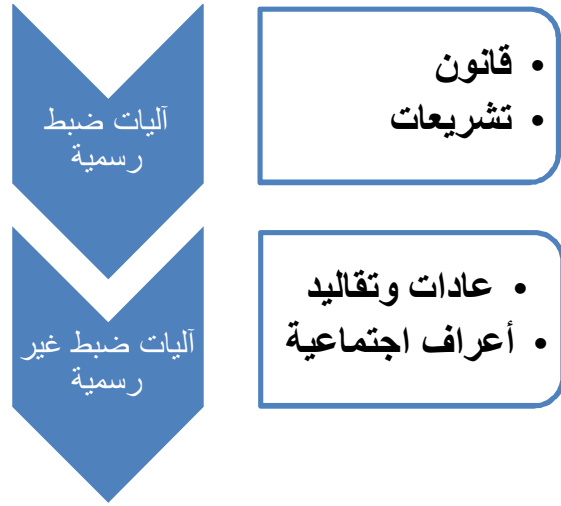 آليات ضبط
رسمية
• قانون
• تشريعات
آليات ضبط غير
رسمية
• عادات وتقاليد
• أعراف اجتماعية